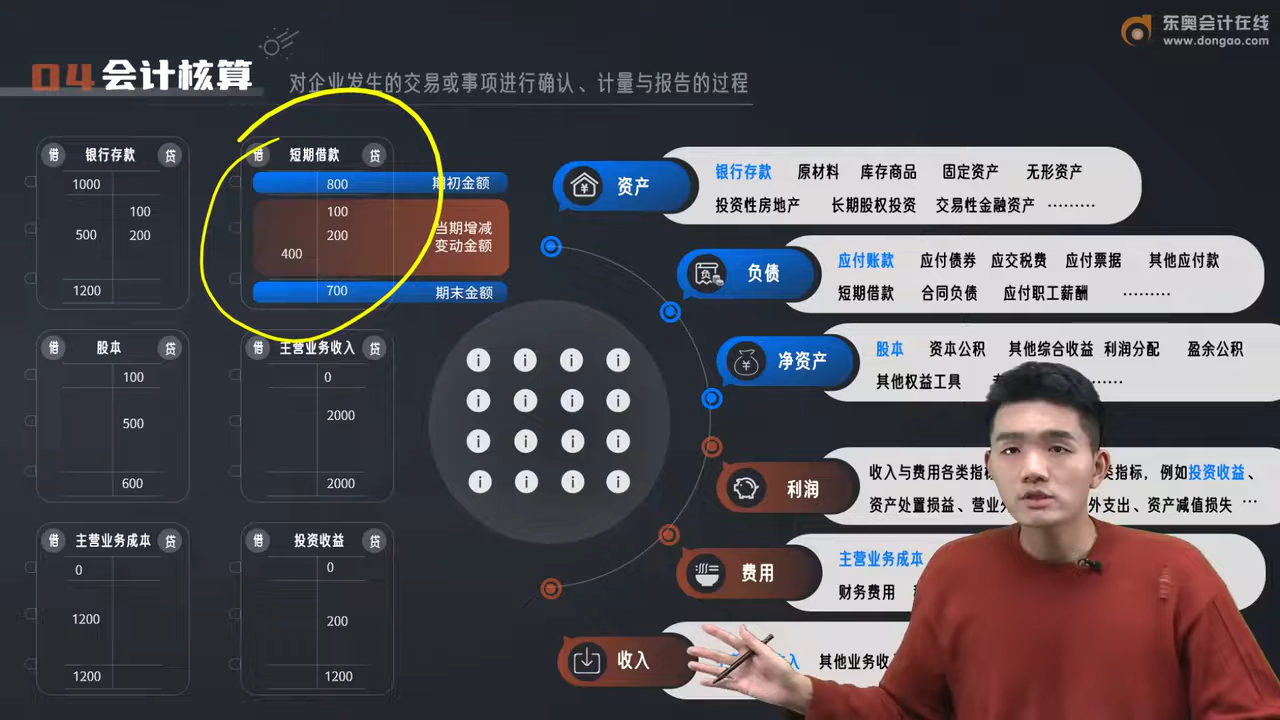 东奥会计在线
www.dongao.com
04会计核算
对企业发生的交易或事项进行确认、计量与报告的过程
借 银行存款 贷
1000
100
500 200
1200
借 短期借款 贷
800 期初金额
100
200
400
当期增减
变动金额
700 期末金额
借 股本 贷
100
500
600
借 主营业务收入 贷
0
2000
2000
借 主营业务成本 贷
0
1200
1200
借 投资收益 贷
0
200
1200
资产
银行存款 原材料 库存商品 固定资产 无形资产
投资性房地产 长期股权投资 交易性金融资产 ·········
负债
应付账款 应付债券 应交税费 应付票据 其他应付款
短期借款 合同负债 应付职工薪酬 ·········
净资产
股本 资本公积 其他综合收益 利润分配 盈余公积
其他权益工具 ······
利润
收入与费用各类指 类指标，例如投资收益、
资产处置损益、营业 外支出、资产减值损失 ···
费用
主营业务成本
财务费用
收入
入 其他业务收